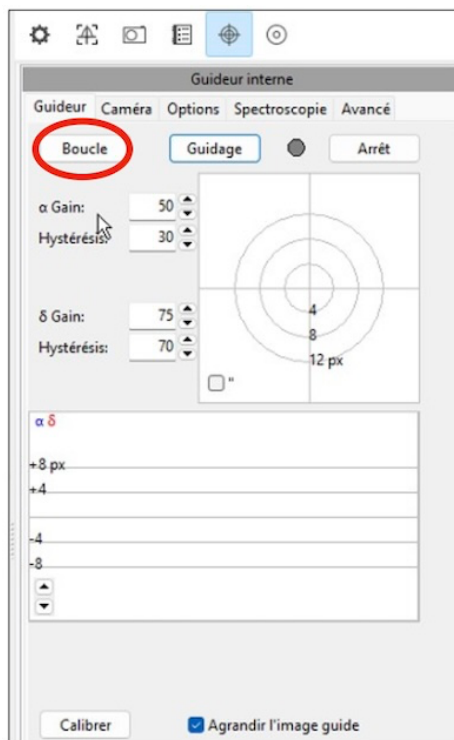 Guideur interne
Guideur Caméra Options Spectroscopie Avancé
Boucle Guidage Arrêt
α Gain: 50
Hystérésis: 30
δ Gain: 75
Hystérésis: 70
4
8
12 px
"
α δ
+8 px
+4
-4
-8
Calibrer Agrandir l'image guide